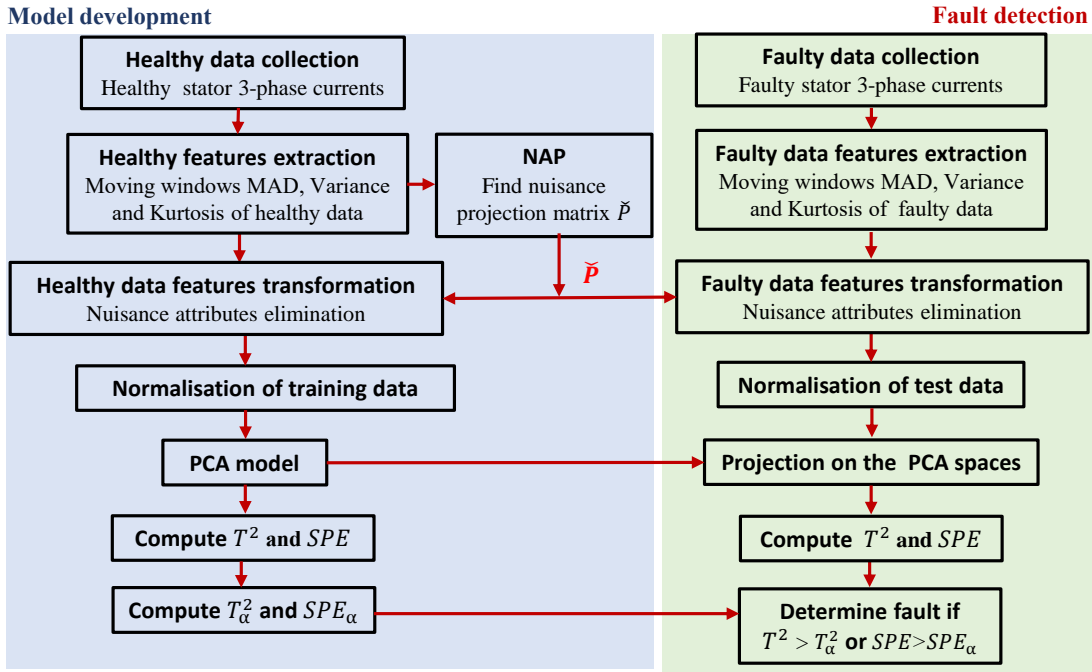 Model development
Healthy data collection
Healthy stator 3-phase currents
Healthy features extraction
Moving windows MAD, Variance
and Kurtosis of healthy data
NAP
Find nuisance
projection matrix P̌
P̌
Healthy data features transformation
Nuisance attributes elimination
Normalisation of training data
PCA model
Compute T² and SPE
Compute T²_α and SPE_α
Fault detection
Faulty data collection
Faulty stator 3-phase currents
Faulty data features extraction
Moving windows MAD, Variance
and Kurtosis of faulty data
Faulty data features transformation
Nuisance attributes elimination
Normalisation of test data
Projection on the PCA spaces
Compute T² and SPE
Determine fault if
T² > T²_α or SPE>SPE_α